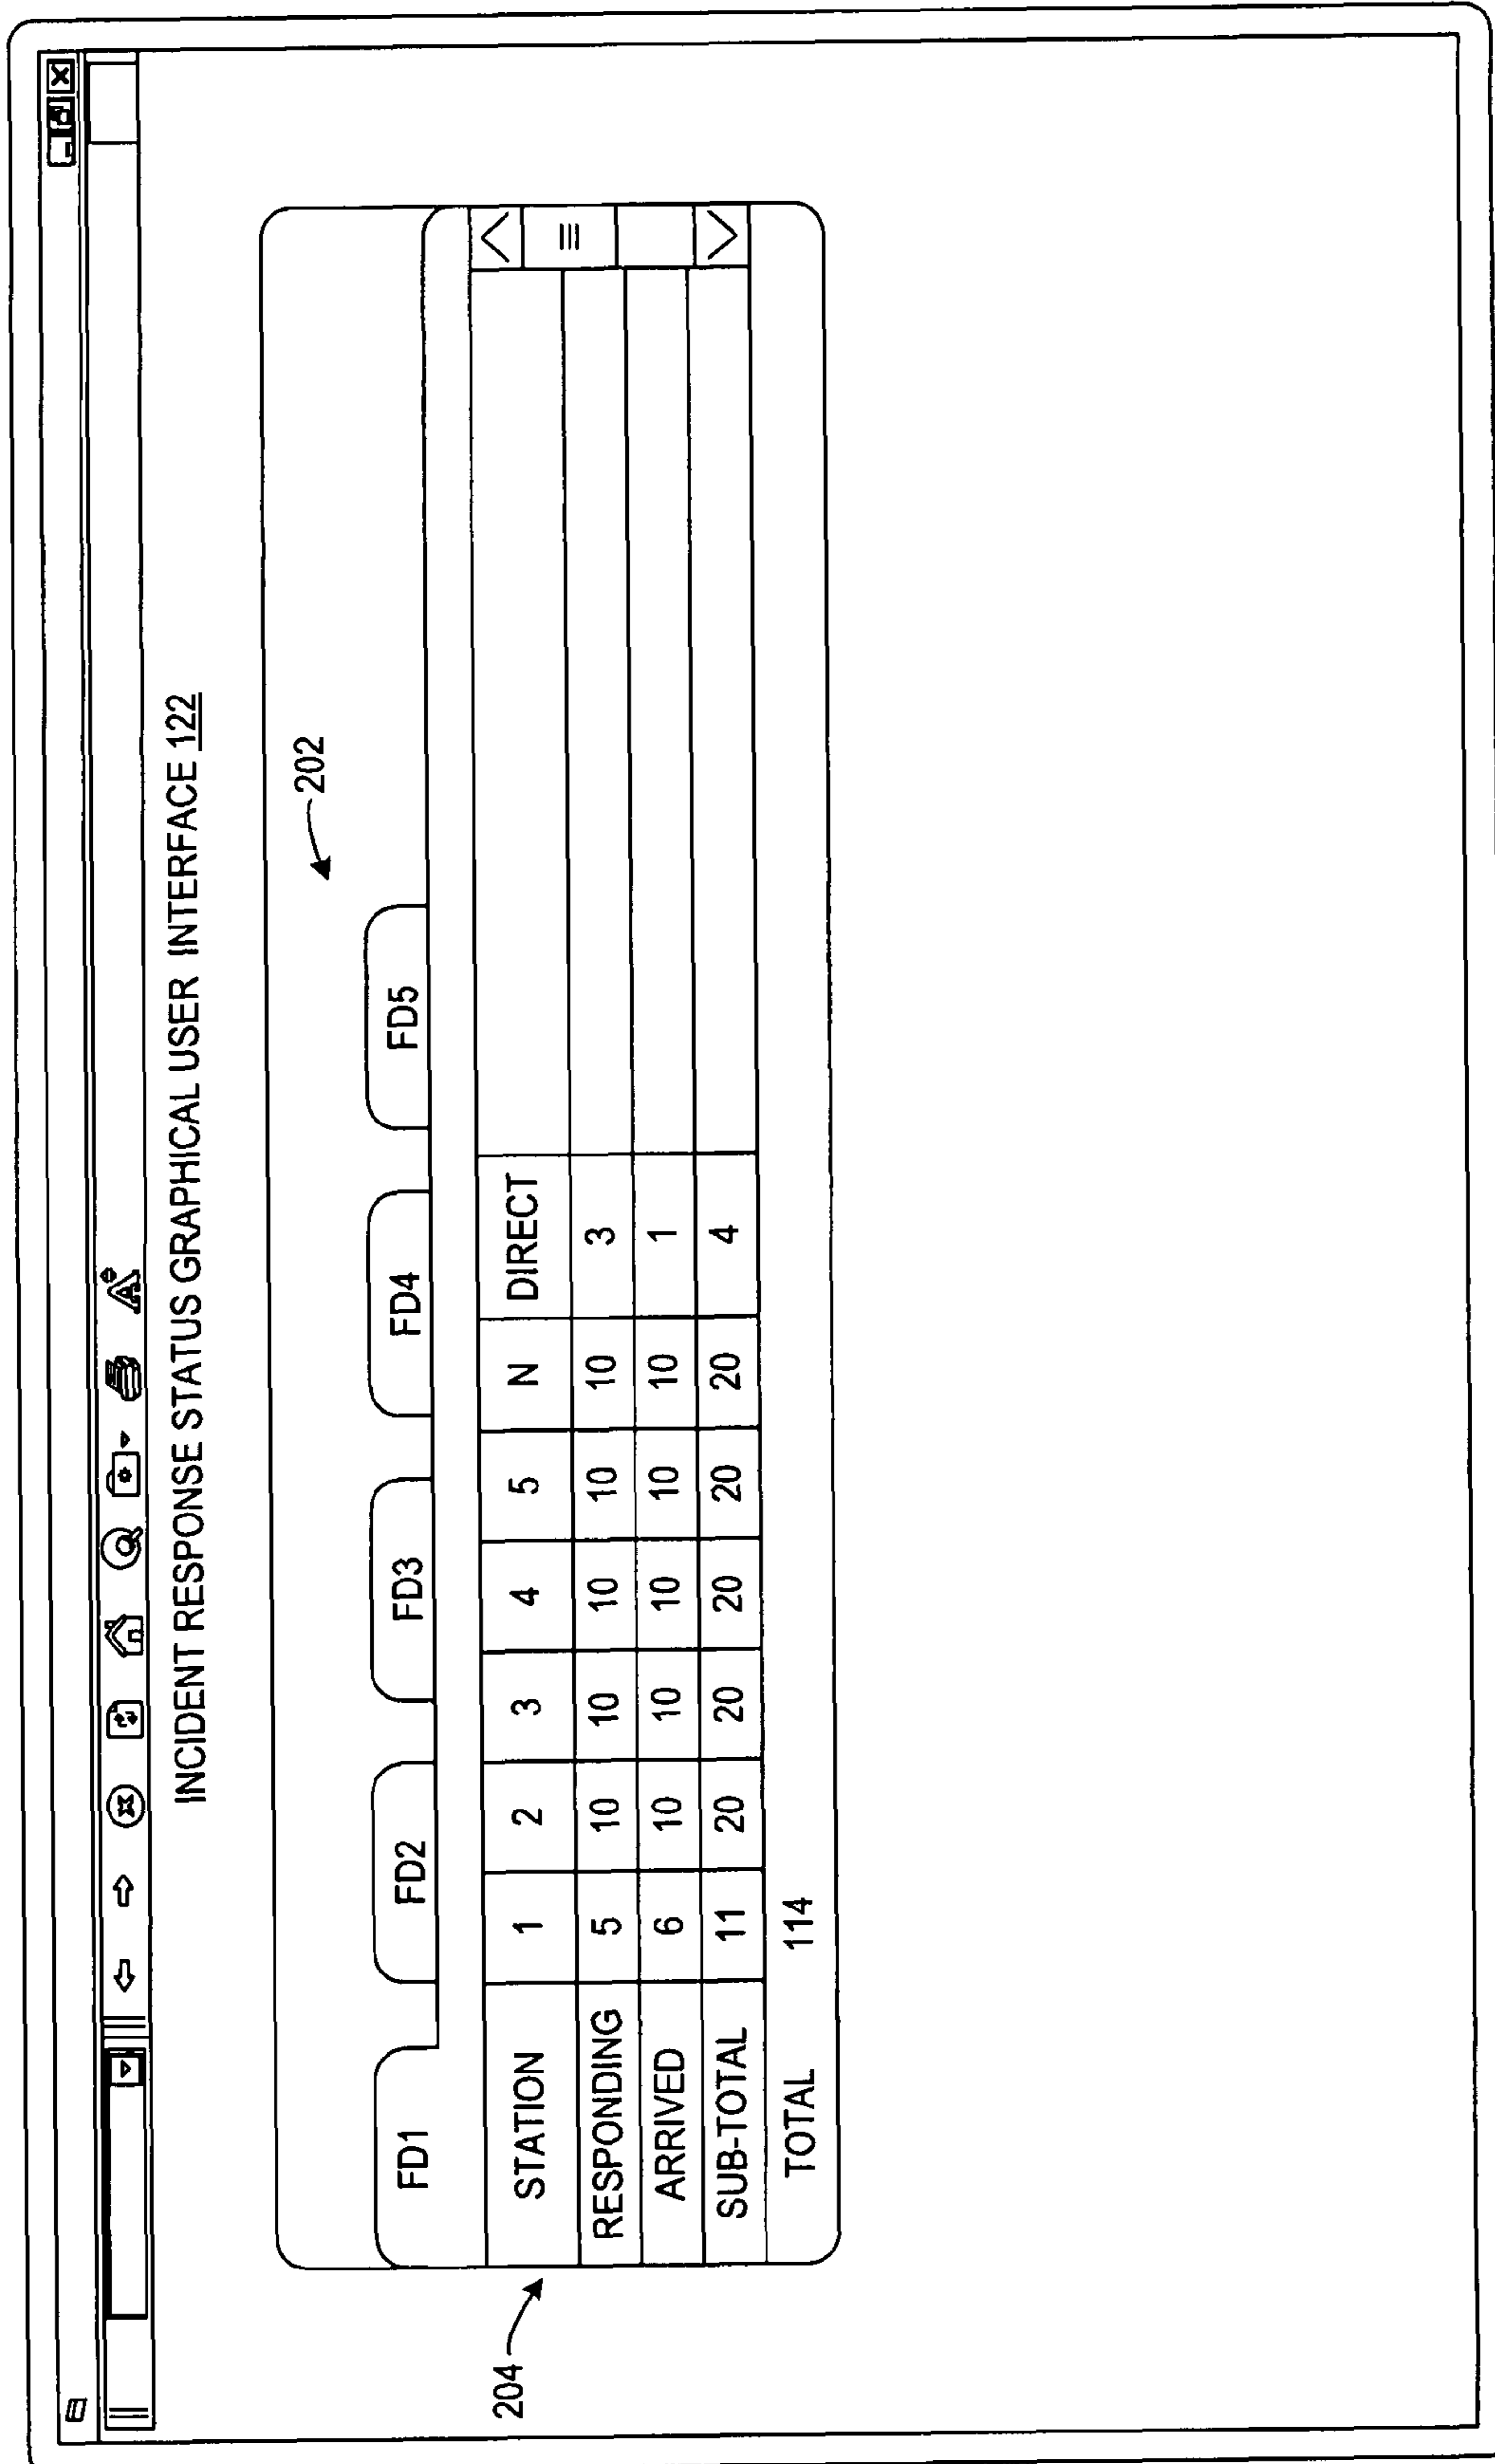 INCIDENT RESPONSE STATUS GRAPHICAL USER INTERFACE 122
202
FD1 FD2 FD3 FD4 FD5
204
STATION 1 2 3 4 5 N DIRECT
RESPONDING 5 10 10 10 10 10 3
ARRIVED 6 10 10 10 10 10 1
SUB-TOTAL 11 20 20 20 20 20 4
TOTAL 114